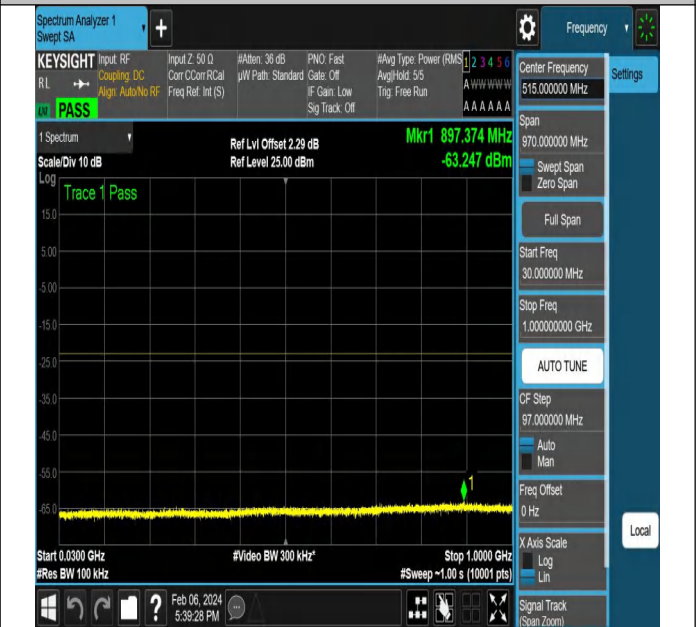 Spectrum Analyzer 1
Swept SA
+
Frequency
KEYSIGHT
RL
PASS
Input: RF
Coupling: DC
Align: Auto/No RF
Input Z: 50 Ω
Corr CCorr RCal
Freq Ref: Int (S)
#Atten: 36 dB
µW Path: Standard
PNO: Fast
Gate: Off
IF Gain: Low
Sig Track: Off
#Avg Type: Power (RMS
Avg|Hold: 5/5
Trig: Free Run
1 2 3 4 5 6
A W W W W W
A A A A A A
1 Spectrum
Scale/Div 10 dB
Ref Lvl Offset 2.29 dB
Ref Level 25.00 dBm
Mkr1 897.374 MHz
-63.247 dBm
Log
Trace 1 Pass
15.0
5.00
-5.00
-15.0
-25.0
-35.0
-45.0
-55.0
-65.0
1
Start 0.0300 GHz
#Video BW 300 kHz*
Stop 1.0000 GHz
#Res BW 100 kHz
#Sweep ~1.00 s (10001 pts)
Feb 06, 2024
5:39:28 PM
?
Center Frequency
515.000000 MHz
Settings
Span
970.000000 MHz
Swept Span
Zero Span
Full Span
Start Freq
30.000000 MHz
Stop Freq
1.000000000 GHz
AUTO TUNE
CF Step
97.000000 MHz
Auto
Man
Freq Offset
0 Hz
Local
X Axis Scale
Log
Lin
Signal Track
(Span Zoom)